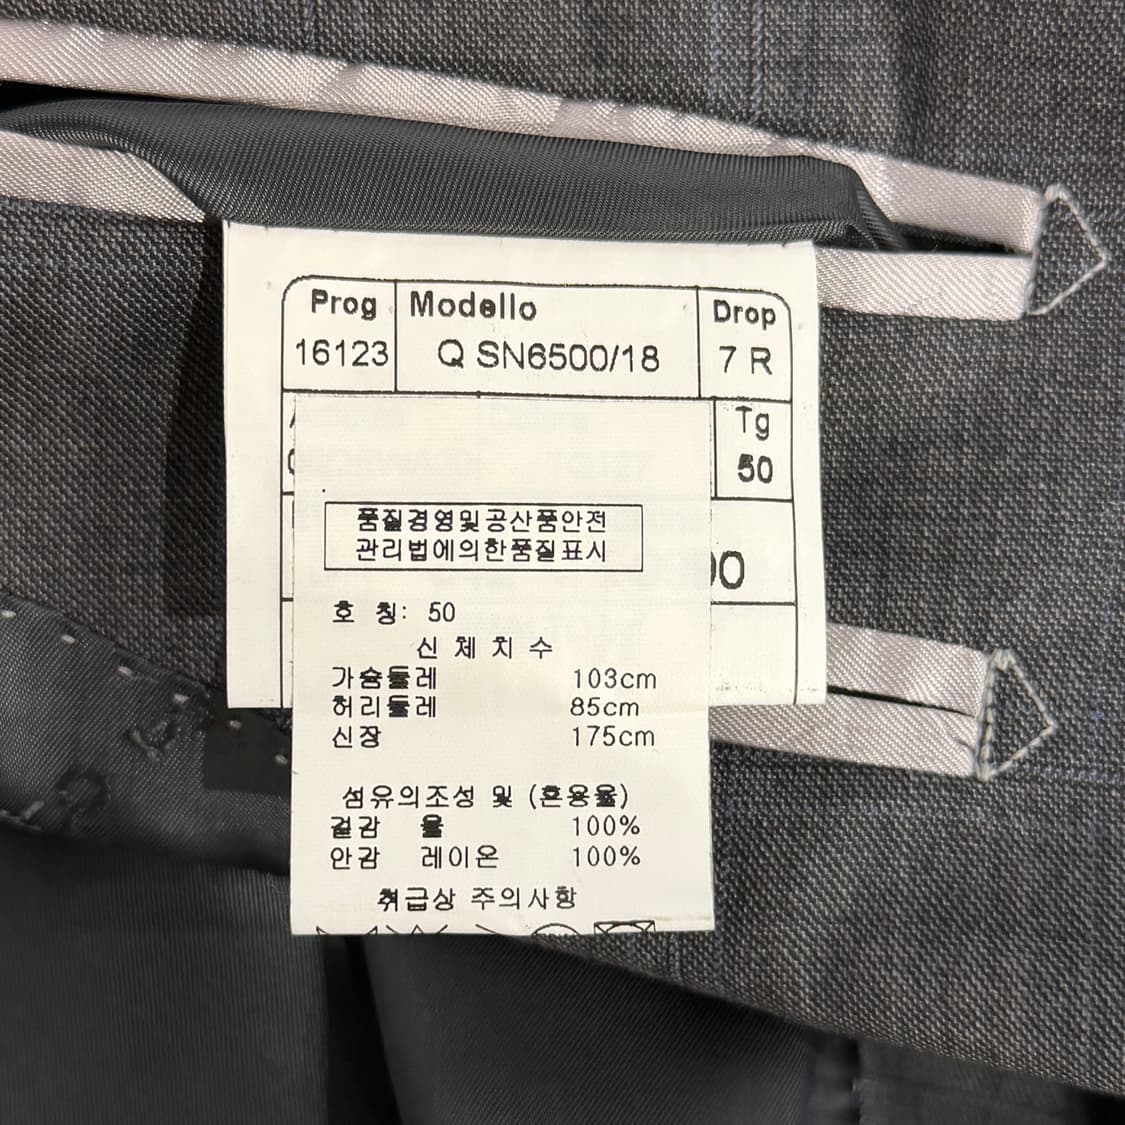 Prog Modello Drop
16123 Q SN6500/18 7 R
Tg
50
품질경영및공산품안전
관리법에의한품질표시
호 칭: 50
신 체 치 수
가슴둘레 103cm
허리둘레 85cm
신장 175cm
섬유의조성 및 (혼용율)
겉감 울 100%
안감 레이온 100%
취급상 주의사항